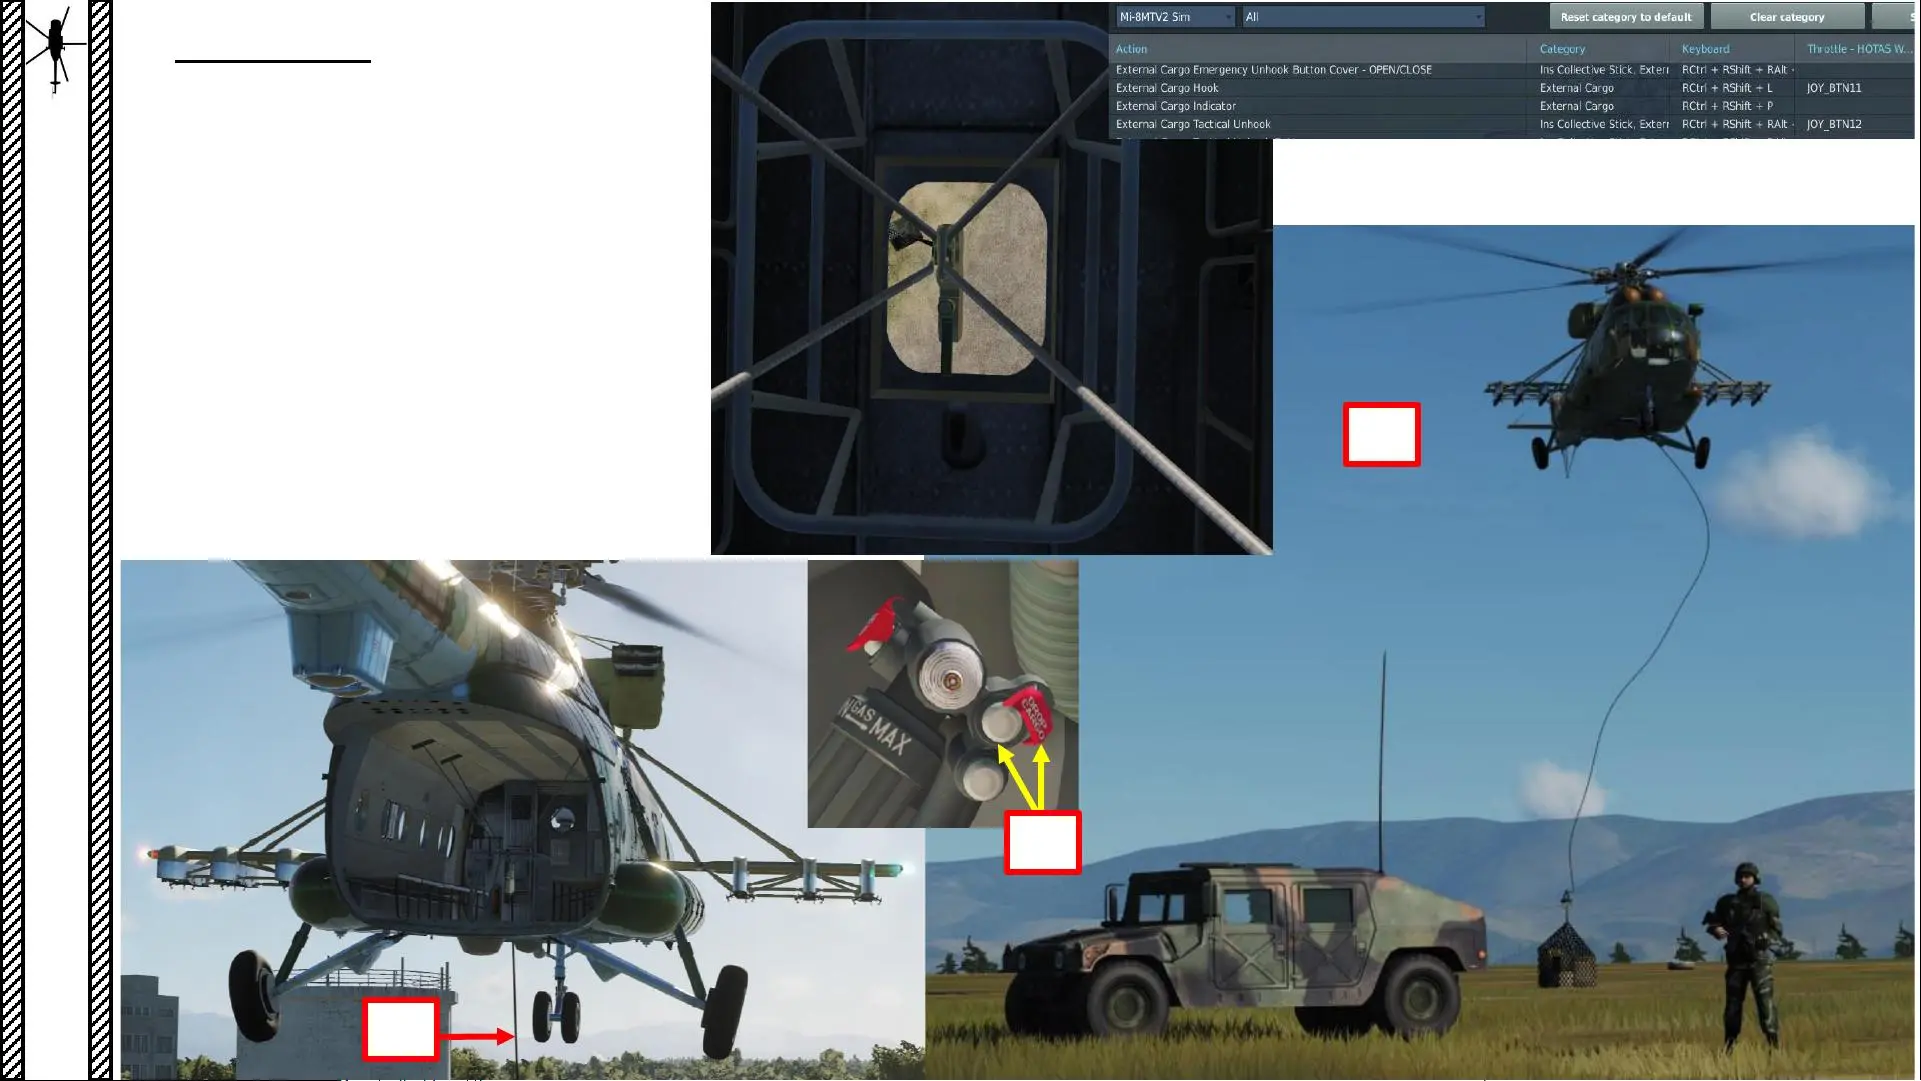 Mi-8MTV2 Sim All Reset category to default Clear category
Action Category Keyboard Throttle - HOTAS W...
External Cargo Emergency Unhook Button Cover - OPEN/CLOSE Ins Collective Stick, Extern RCtrl + RShift + RAlt
External Cargo Hook External Cargo RCtrl + RShift + L JOY_BTN11
External Cargo Indicator External Cargo RCtrl + RShift + P
External Cargo Tactical Unhook Ins Collective Stick, Extern RCtrl + RShift + RAlt JOY_BTN12
DROP
CARGO
GAS
MAX